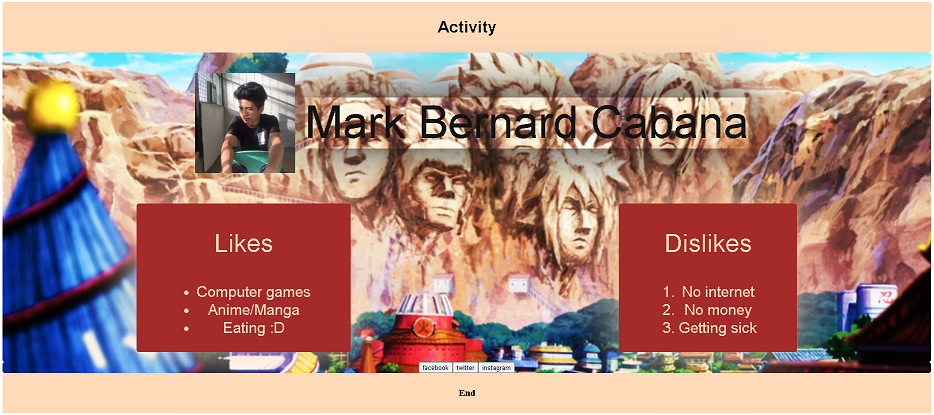 Activity
Mark Bernard Cabana
Likes
• Computer games
• Anime/Manga
• Eating :D
Dislikes
1. No internet
2. No money
3. Getting sick
facebook twitter instagram
End